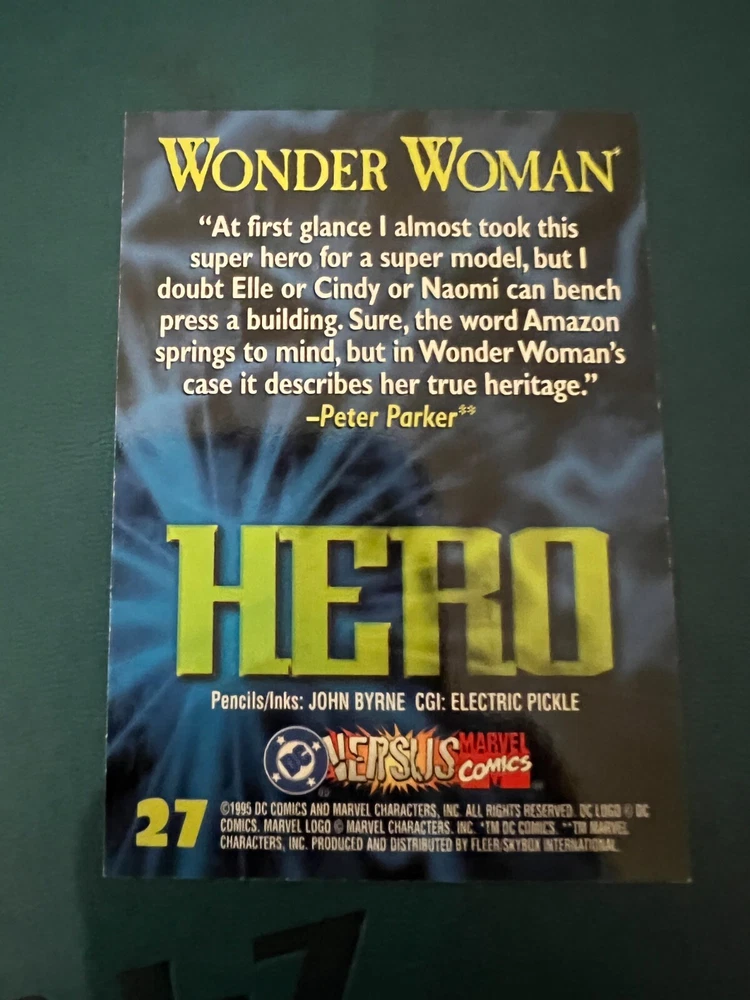 WONDER WOMAN
“At first glance I almost took this
super hero for a super model, but I
doubt Elle or Cindy or Naomi can bench
press a building. Sure, the word Amazon
springs to mind, but in Wonder Woman's
case it describes her true heritage.”
–Peter Parker**
HERO
Pencils/Inks: JOHN BYRNE CGI: ELECTRIC PICKLE
DC VERSUS MARVEL COMICS
27
©1995 DC COMICS AND MARVEL CHARACTERS, INC. ALL RIGHTS RESERVED. DC LOGO ® DC
COMICS. MARVEL LOGO © MARVEL CHARACTERS. INC. *TM DC COMICS. **TM MARVEL
CHARACTERS, INC. PRODUCED AND DISTRIBUTED BY FLEER/SKYBOX INTERNATIONAL.